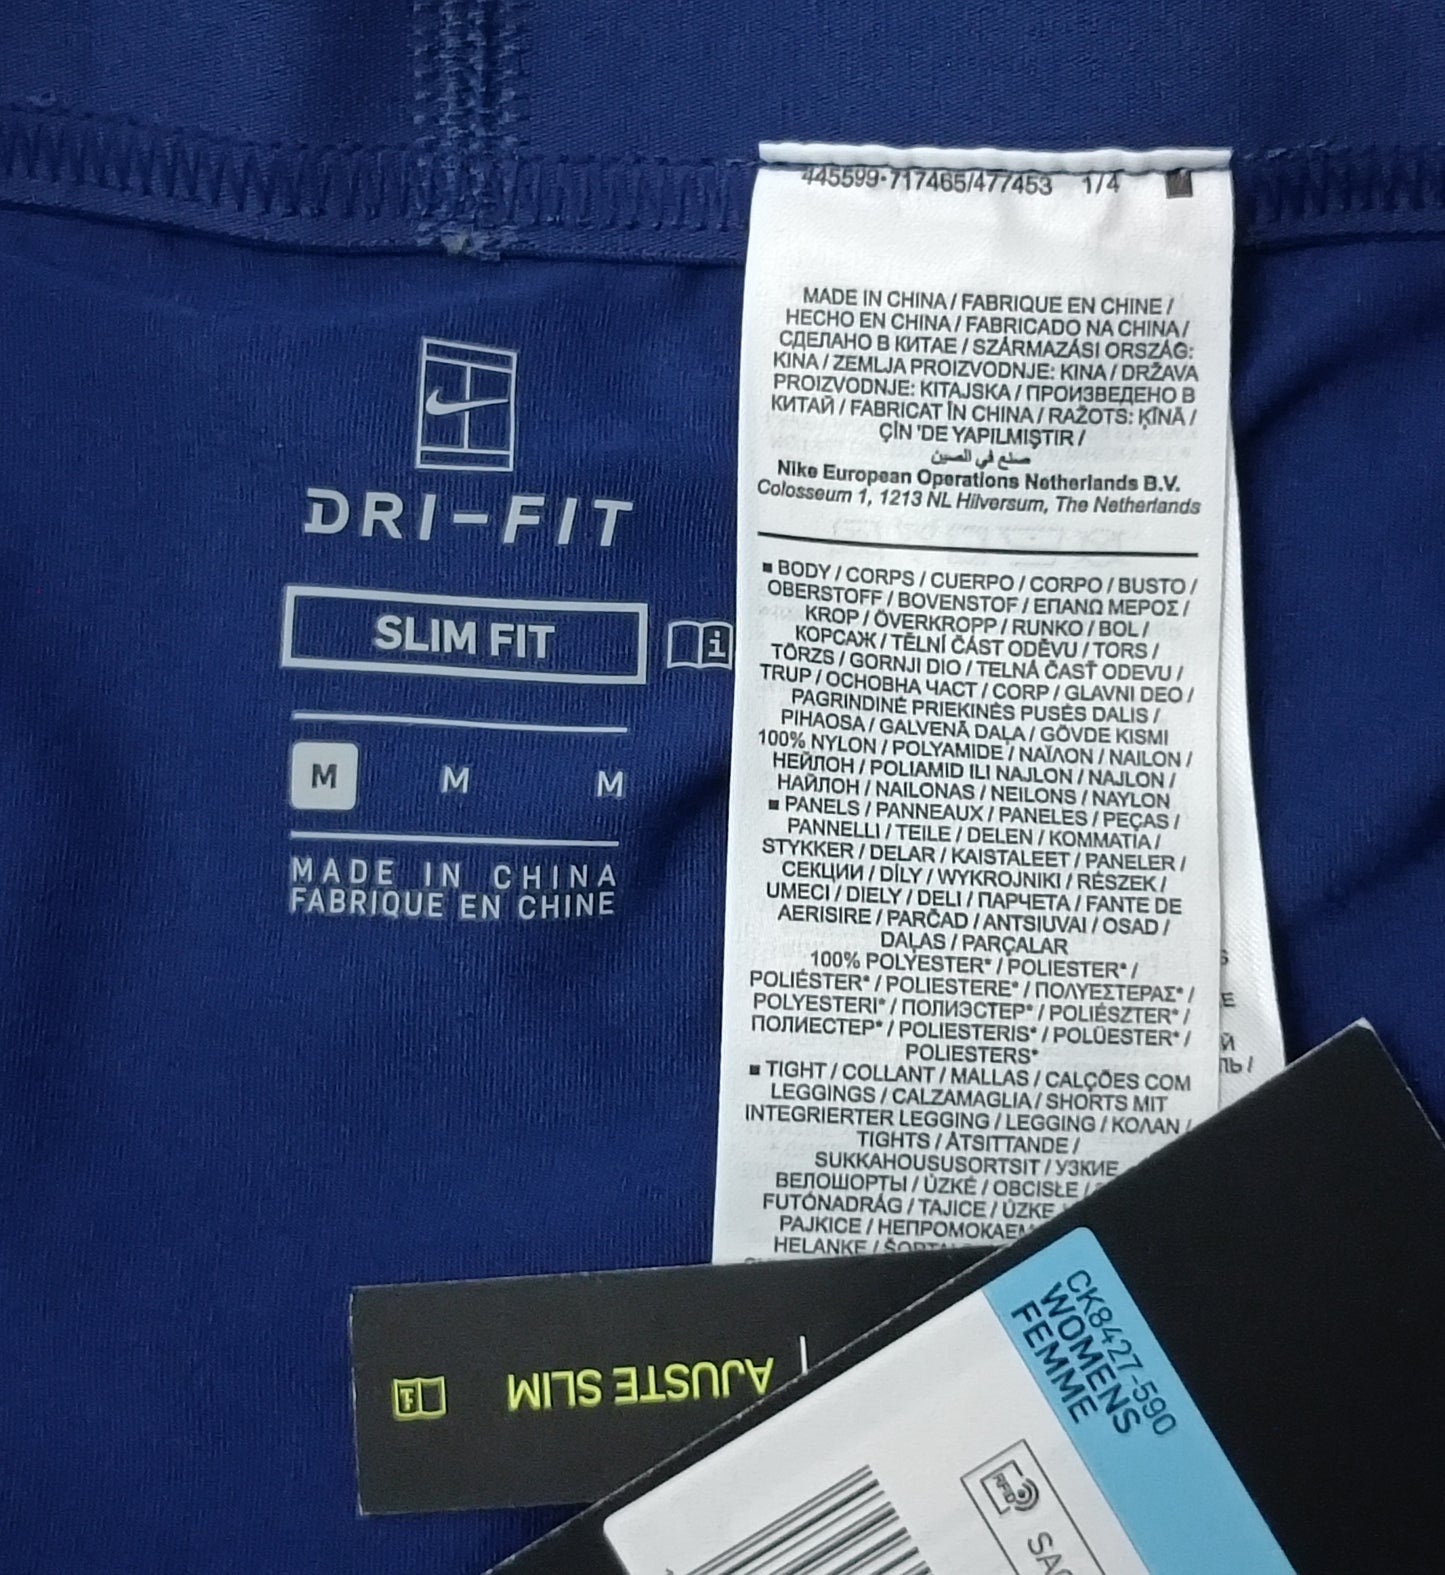 445599-717465/477453 1/4
MADE IN CHINA / FABRIQUE EN CHINE /
HECHO EN CHINA / FABRICADO NA CHINA /
СДЕЛАНО В КИТАЕ / SZÁRMAZÁSI ORSZÁG:
KINA / ZEMLJA PROIZVODNJE: KINA / DRŽAVA
PROIZVODNJE: KITAJSKA / ПРОИЗВЕДЕНО В
КИТАЙ / FABRICAT ÎN CHINA / RAŽOTS: ĶĪNĀ /
ÇİN 'DE YAPILMIŞTIR /
صنع في الصين
Nike European Operations Netherlands B.V.
Colosseum 1, 1213 NL Hilversum, The Netherlands
■ BODY / CORPS / CUERPO / CORPO / BUSTO /
OBERSTOFF / BOVENSTOF / ΕΠΑΝΩ ΜΕΡΟΣ /
KROP / ÖVERKROPP / RUNKO / BOL /
КОРСАЖ / TĚLNÍ ČÁST ODĚVU / TORS /
TÖRZS / GORNJI DIO / TELNÁ ČASŤ ODEVU /
TRUP / ОСНОВНА ЧАСТ / CORP / GLAVNI DEO /
PAGRINDINĖ PRIEKINĖS PUSĖS DALIS /
PIHAOSA / GALVENĀ DAĻA / GÖVDE KISMI
100% NYLON / POLYAMIDE / ΝΑΪΛΟΝ / NAILON /
НЕЙЛОН / POLIAMID ILI NAJLON / NAJLON /
НАЙЛОН / NAILONAS / NEILONS / NAYLON
■ PANELS / PANNEAUX / PANELES / PEÇAS /
PANNELLI / TEILE / DELEN / ΚΟΜΜΑΤΙΑ /
STYKKER / DELAR / KAISTALEET / PANELER /
СЕКЦИИ / DÍLY / WYKROJNIKI / RÉSZEK /
UMECI / DIELY / DELI / ПАРЧЕТА / FANTE DE
AERISIRE / PARČAD / ANTSIUVAI / OSAD /
DAĻAS / PARÇALAR
100% POLYESTER* / POLIESTER* /
POLIÉSTER* / POLIESTERE* / ΠΟΛΥΕΣΤΕΡΑΣ* /
POLYESTERI* / ПОЛИЭСТЕР* / POLIÉSZTER* /
ПОЛИЕСТЕР* / POLIESTERIS* / POLÜESTER* /
POLIESTERS*
■ TIGHT / COLLANT / MALLAS / CALÇÕES COM
LEGGINGS / CALZAMAGLIA / SHORTS MIT
INTEGRIERTER LEGGING / LEGGING / ΚΟΛΑΝ /
TIGHTS / ÅTSITTANDE /
SUKKAHOUSUSORTSIT / УЗКИЕ
ВЕЛОШОРТЫ / ÚZKÉ / OBCISŁE /
FUTÓNADRÁG / TAJICE / ÚZKE
PAJKICE / НЕПРОМОКАЕМ
HELANKE /
DRI-FIT
SLIM FIT
M M M
MADE IN CHINA
FABRIQUE EN CHINE
AJUSTE SLIM
CK8427-590
WOMENS
FEMME
RFID